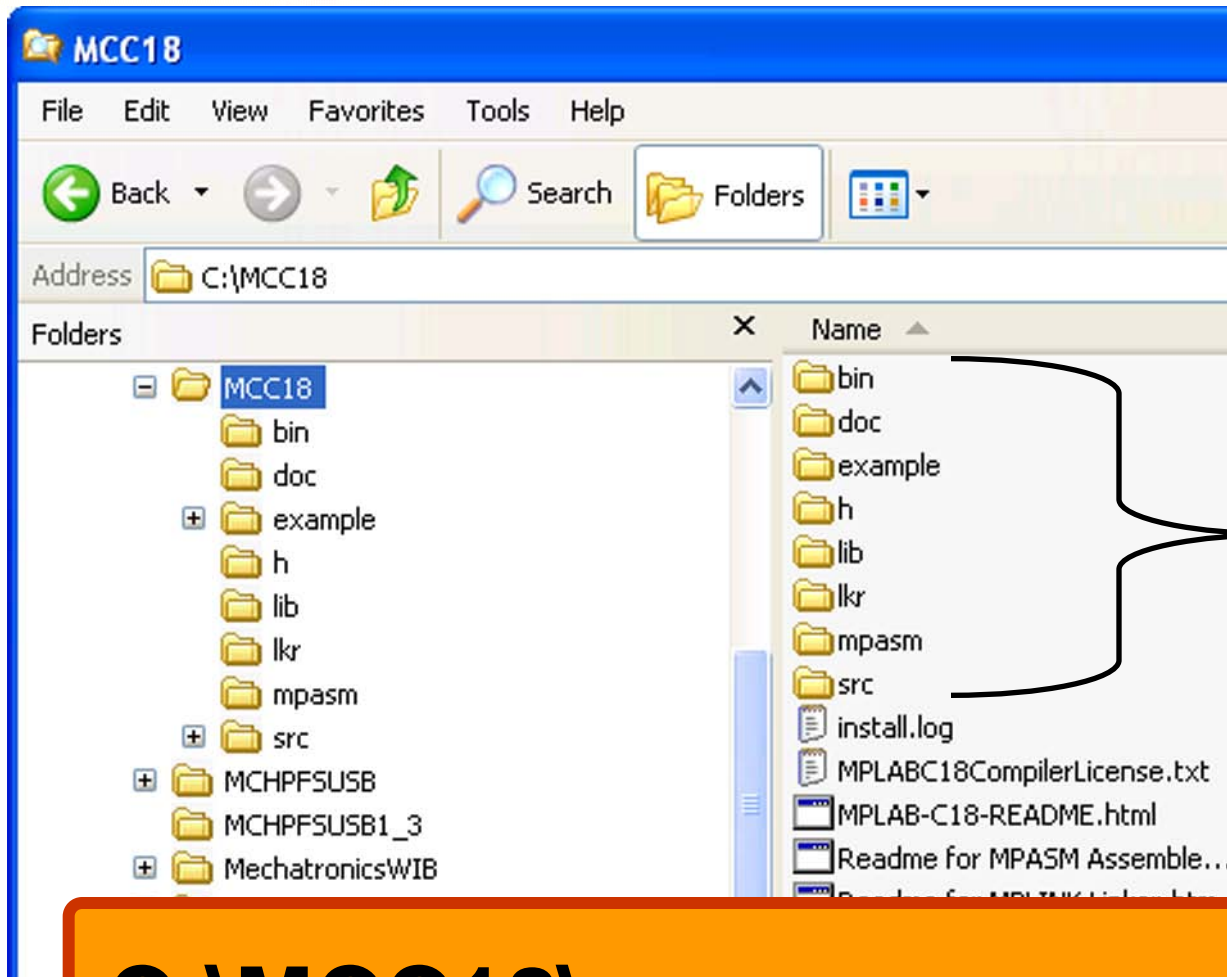 MCC18
File Edit View Favorites Tools Help
Back Search Folders
Address C:\MCC18
Folders
MCC18
bin
doc
example
h
lib
lkr
mpasm
src
MCHPFSUSB
MCHPFSUSB1_3
MechatronicsWIB
Name
bin
doc
example
h
lib
lkr
mpasm
src
install.log
MPLABC18CompilerLicense.txt
MPLAB-C18-README.html
Readme for MPASM Assemble...